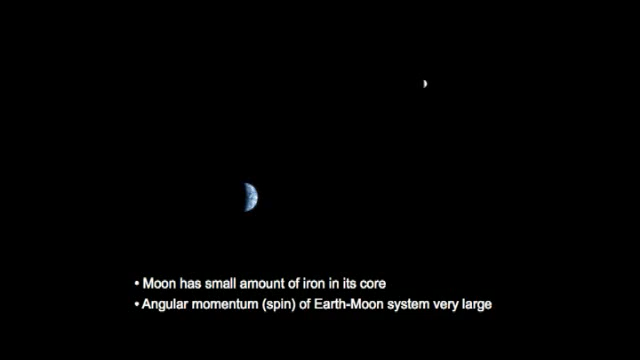 • Moon has small amount of iron in its core
• Angular momentum (spin) of Earth-Moon system very large